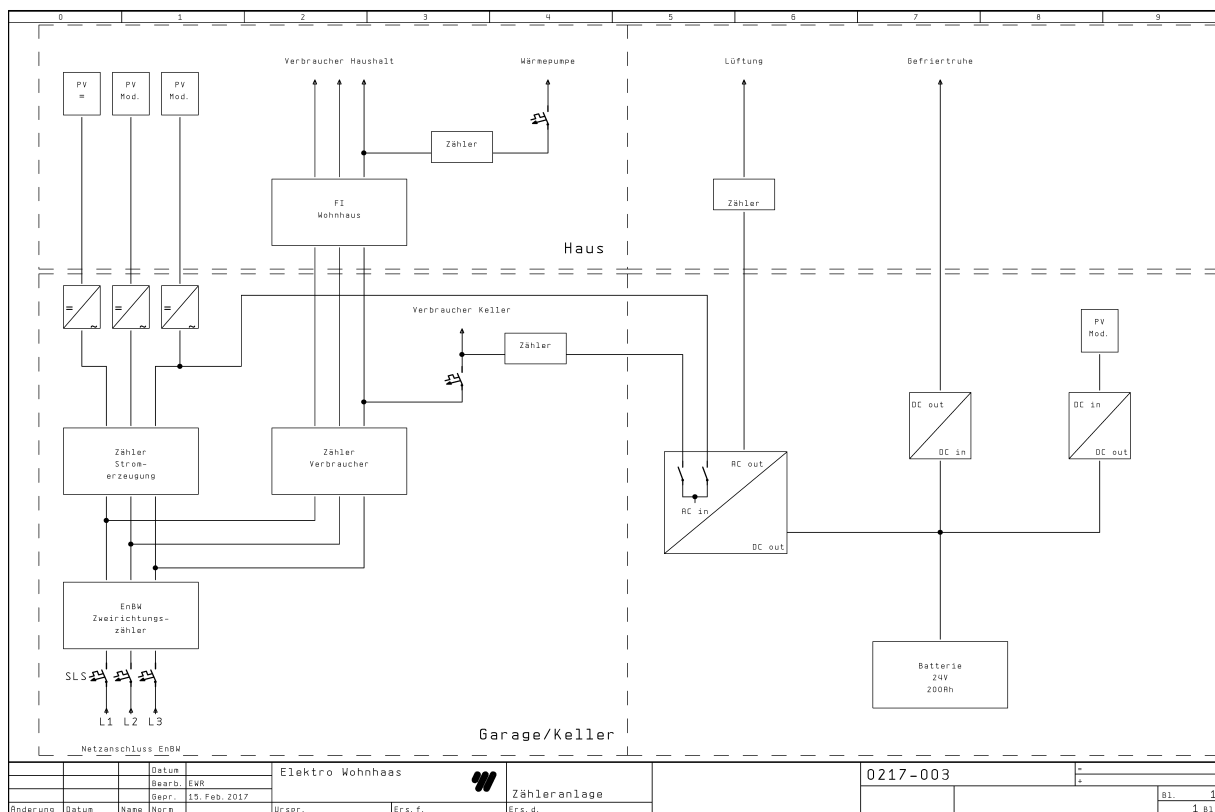 0 1 2 3 4 5 6 7 8 9
Verbraucher Haushalt
Wärmepumpe
Lüftung
Gefriertruhe
PV
=
PV
Mod.
PV
Mod.
Zähler
FI
Wohnhaus
Zähler
Haus
=
~
=
~
=
~
Verbraucher Keller
Zähler
PV
Mod.
DC out
DC in
DC in
DC out
Zähler
Strom-
erzeugung
Zähler
Verbraucher
AC out
AC in
DC out
EnBW
Zweirichtungs-
zähler
Batterie
24V
200Ah
SLS
L1 L2 L3
Garage/Keller
Netzanschluss EnBW
Datum
Bearb. EWR
Gepr. 15.Feb.2017
Änderung Datum Name Norm
Elektro Wohnhaas
Zähleranlage
Urspr. Ers.f. Ers.d.
0217-003
=
+
Bl. 1
1 Bl